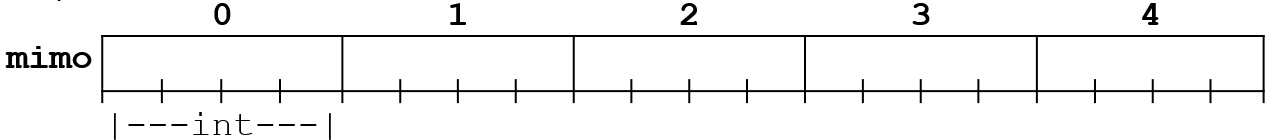 0 1 2 3 4
mimo
|---int---|